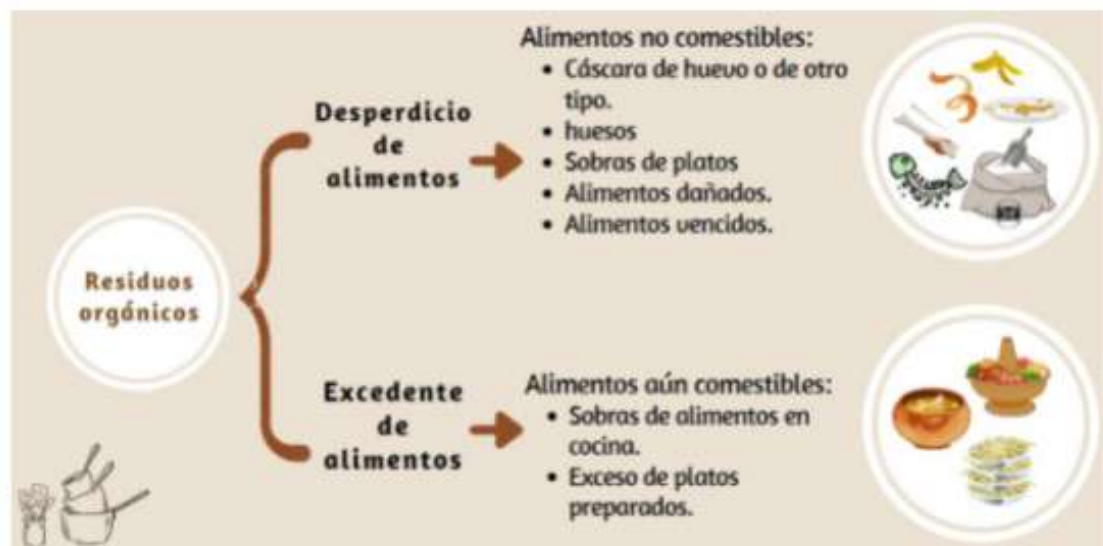 Residuos
orgánicos
Desperdicio
de
alimentos
Alimentos no comestibles:
• Cáscara de huevo o de otro
tipo.
• huesos
• Sobras de platos
• Alimentos dañados.
• Alimentos vencidos.
Excedente
de
alimentos
Alimentos aún comestibles:
• Sobras de alimentos en
cocina.
• Exceso de platos
preparados.